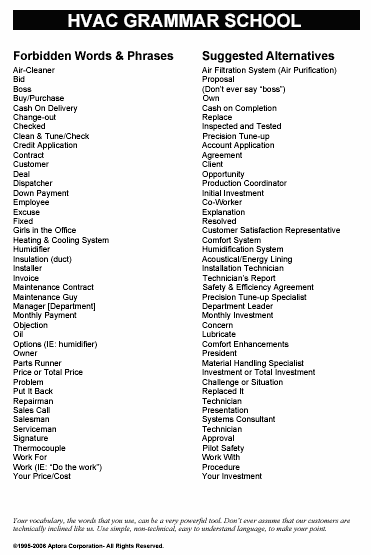 HVAC GRAMMAR SCHOOL
Forbidden Words & Phrases Suggested Alternatives
Air-Cleaner Air Filtration System (Air Purification)
Bid Proposal
Boss (Don't ever say "boss")
Buy/Purchase Own
Cash On Delivery Cash on Completion
Change-out Replace
Checked Inspected and Tested
Clean & Tune/Check Precision Tune-up
Credit Application Account Application
Contract Agreement
Customer Client
Deal Opportunity
Dispatcher Production Coordinator
Down Payment Initial Investment
Employee Co-Worker
Excuse Explanation
Fixed Resolved
Girls in the Office Customer Satisfaction Representative
Heating & Cooling System Comfort System
Humidifier Humidification System
Insulation (duct) Acoustical/Energy Lining
Installer Installation Technician
Invoice Technician's Report
Maintenance Contract Safety & Efficiency Agreement
Maintenance Guy Precision Tune-up Specialist
Manager [Department] Department Leader
Monthly Payment Monthly Investment
Objection Concern
Oil Lubricate
Options (IE: humidifier) Comfort Enhancements
Owner President
Parts Runner Material Handling Specialist
Price or Total Price Investment or Total Investment
Problem Challenge or Situation
Put It Back Replaced It
Repairman Technician
Sales Call Presentation
Salesman Systems Consultant
Serviceman Technician
Signature Approval
Thermocouple Pilot Safety
Work For Work With
Work (IE: "Do the work") Procedure
Your Price/Cost Your Investment
Your vocabulary, the words that you use, can be a very powerful tool. Don't ever assume that our customers are
technically inclined like us. Use simple, non-technical, easy to understand language, to make your point.
©1995-2006 Aptora Corporation- All Rights Reserved.